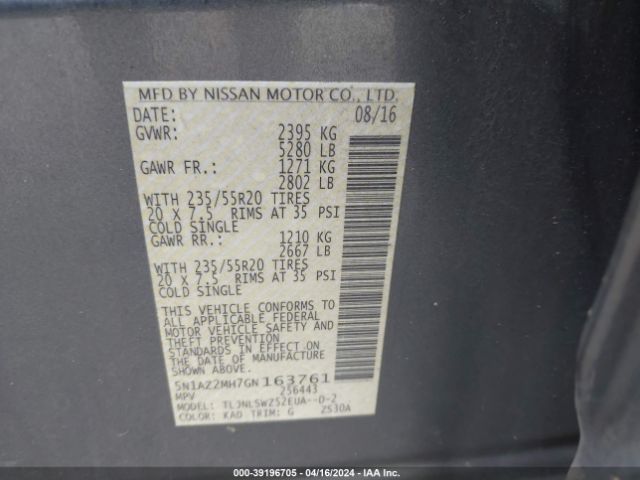 MFD BY NISSAN MOTOR CO., LTD.
DATE: 08/16
GVWR: 2395 KG
5280 LB
GAWR FR.: 1271 KG
2802 LB
WITH 235/55R20 TIRES
20 X 7.5 RIMS AT 35 PSI
COLD SINGLE
GAWR RR.: 1210 KG
2667 LB
WITH 235/55R20 TIRES
20 X 7.5 RIMS AT 35 PSI
COLD SINGLE
THIS VEHICLE CONFORMS TO
ALL APPLICABLE FEDERAL
MOTOR VEHICLE SAFETY AND
THEFT PREVENTION
STANDARDS IN EFFECT ON
THE DATE OF MANUFACTURE
SHOWN ABOVE.
5N1AZ2MH7GN163761
MPV 256443
MODEL: TLJNLSWZ52EUA--D-2
COLOR: KAD TRIM: G ZS30A
000-39196705 - 04/16/2024 - IAA Inc.